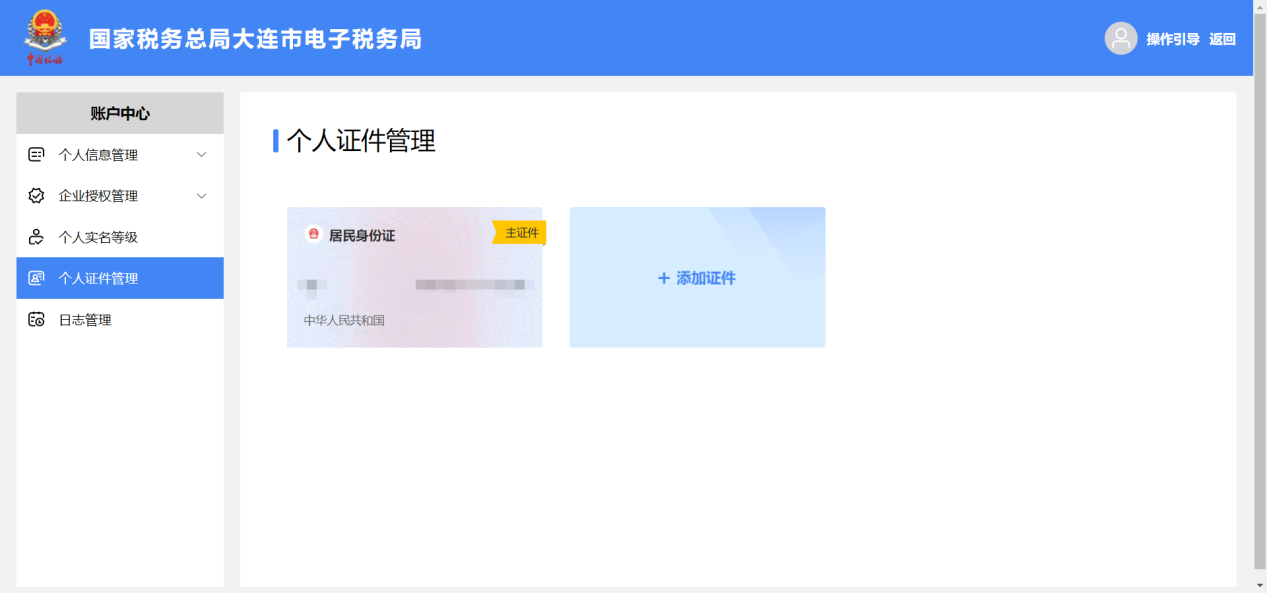 国家税务总局大连市电子税务局
操作引导 返回
账户中心
个人信息管理
企业授权管理
个人实名等级
个人证件管理
日志管理
个人证件管理
居民身份证
主证件
中华人民共和国
+ 添加证件